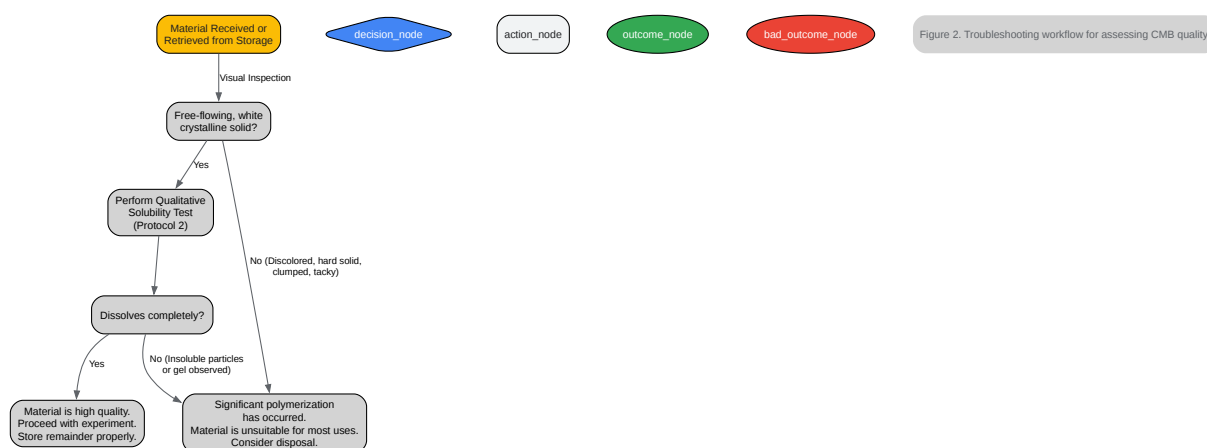 Material Received or
Retrieved from Storage
decision_node
action_node
outcome_node
bad_outcome_node
Figure 2. Troubleshooting workflow for assessing CMB quality
Visual Inspection
Free-flowing, white
crystalline solid?
Yes
Perform Qualitative
Solubility Test
(Protocol 2)
No (Discolored, hard solid,
clumped, tacky)
Dissolves completely?
Yes
No (Insoluble particles
or gel observed)
Material is high quality.
Proceed with experiment.
Store remainder properly.
Significant polymerization
has occurred.
Material is unsuitable for most uses.
Consider disposal.